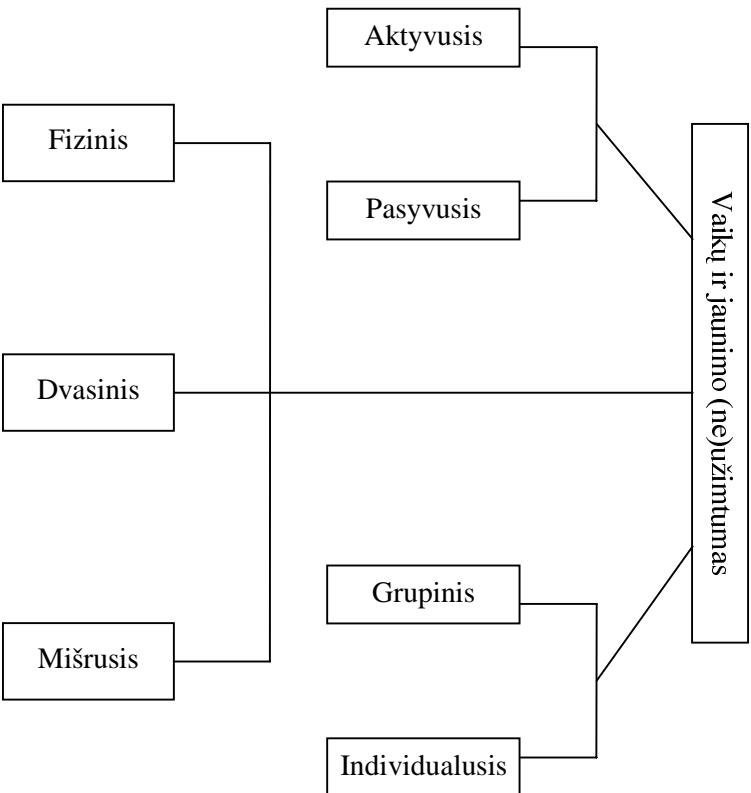 Aktyvusis
Fizinis
Pasyvusis
Vaikų ir jaunimo (ne)užimtumas
Dvasinis
Grupinis
Mišrusis
Individualusis